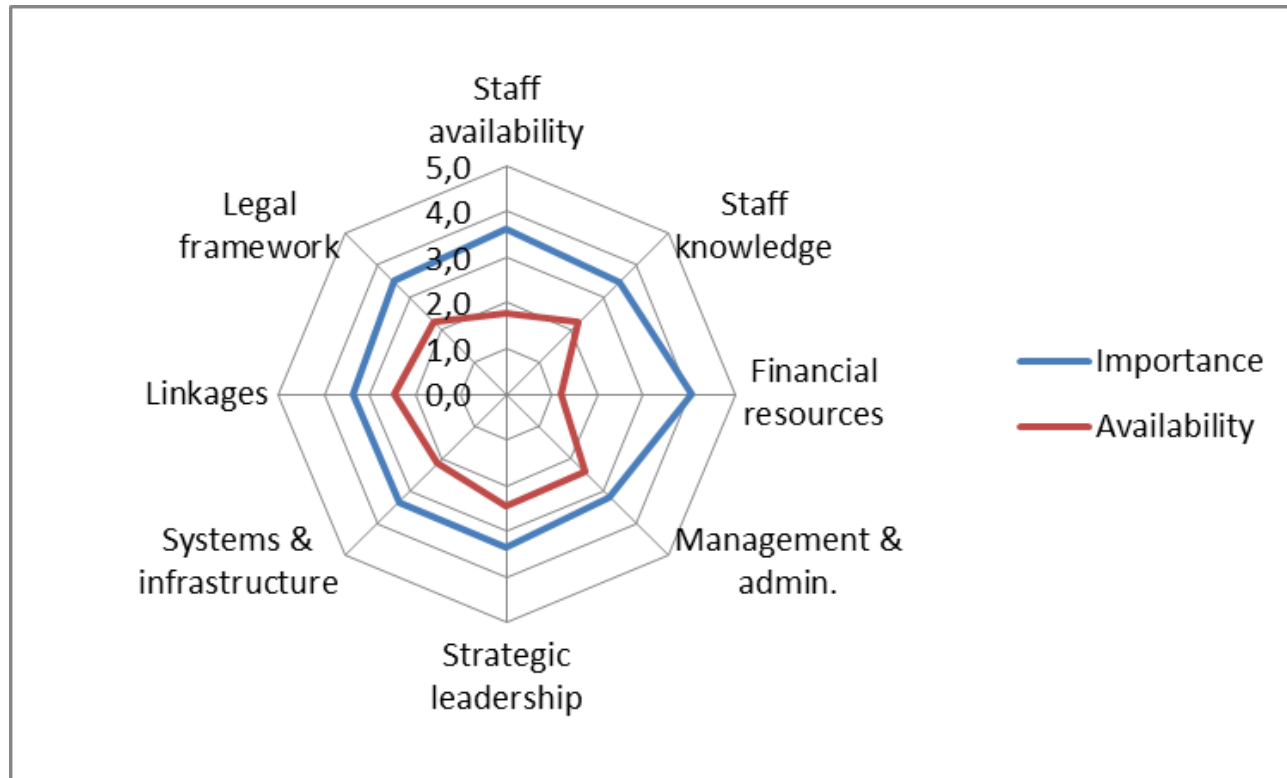 Staff
availability
5,0
4,0
3,0
2,0
1,0
0,0
Staff
knowledge
Financial
resources
Management &
admin.
Strategic
leadership
Systems &
infrastructure
Linkages
Legal
framework
Importance
Availability